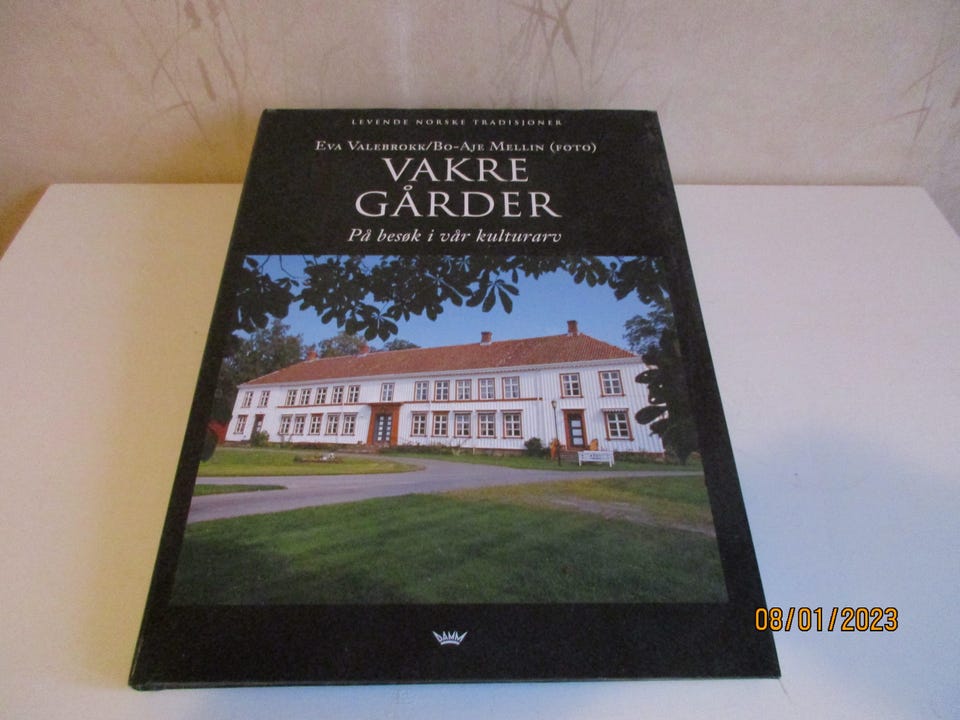 LEVENDE NORSKE TRADISJONER
EVA VALEBROKK/BO-AJE MELLIN (FOTO)
VAKRE
GÅRDER
På besøk i vår kulturarv
DAMM
08/01/2023